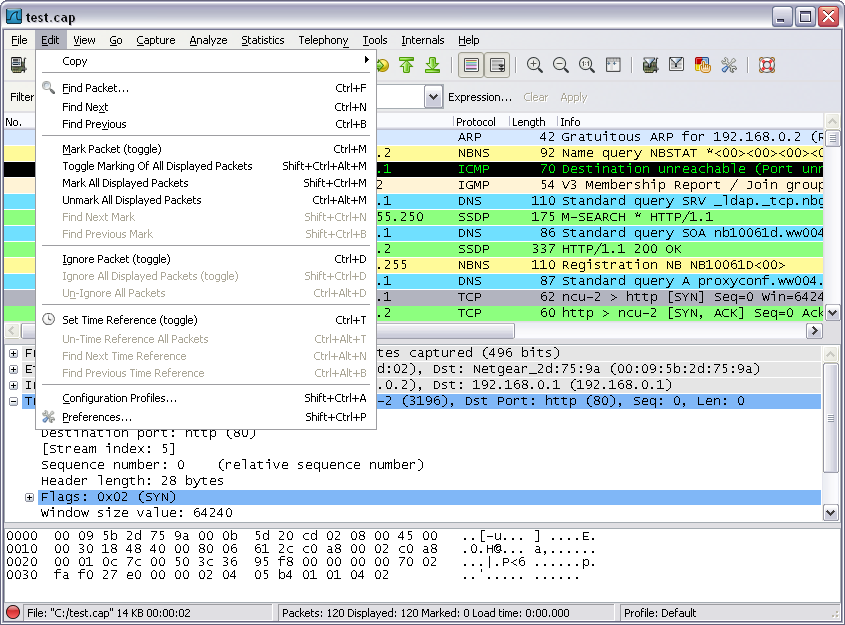 test.cap
File Edit View Go Capture Analyze Statistics Telephony Tools Internals Help
Filter
Expression... Clear Apply
Copy
Find Packet... Ctrl+F
Find Next Ctrl+N
Find Previous Ctrl+B
Mark Packet (toggle) Ctrl+M
Toggle Marking Of All Displayed Packets Shift+Ctrl+Alt+M
Mark All Displayed Packets Shift+Ctrl+M
Unmark All Displayed Packets Ctrl+Alt+M
Find Next Mark Shift+Ctrl+N
Find Previous Mark Shift+Ctrl+B
Ignore Packet (toggle) Ctrl+D
Ignore All Displayed Packets (toggle) Shift+Ctrl+D
Un-Ignore All Packets Ctrl+Alt+D
Set Time Reference (toggle) Ctrl+T
Un-Time Reference All Packets Ctrl+Alt+T
Find Next Time Reference Ctrl+Alt+N
Find Previous Time Reference Ctrl+Alt+B
Configuration Profiles... Shift+Ctrl+A
Preferences... Shift+Ctrl+P
No. Protocol Length Info
ARP 42 Gratuitous ARP for 192.168.0.2 (R
.2 NBNS 92 Name query NBSTAT *<00><00><00><0
.1 ICMP 70 Destination unreachable (Port unr
.2 IGMP 54 V3 Membership Report / Join group
.1 DNS 110 Standard query SRV _ldap._tcp.nbg
55.250 SSDP 175 M-SEARCH * HTTP/1.1
.1 DNS 86 Standard query SOA nb10061d.ww004
.2 SSDP 337 HTTP/1.1 200 OK
.255 NBNS 110 Registration NB NB10061D<00>
.1 DNS 87 Standard query A proxyconf.ww004.
.1 TCP 62 ncu-2 > http [SYN] Seq=0 Win=6424
.2 TCP 60 http > ncu-2 [SYN, ACK] Seq=0 Ack
tes captured (496 bits)
d:02), Dst: Netgear_2d:75:9a (00:09:5b:2d:75:9a)
.0.2), Dst: 192.168.0.1 (192.168.0.1)
-2 (3196), Dst Port: http (80), Seq: 0, Len: 0
Destination port: http (80)
[Stream index: 5]
Sequence number: 0 (relative sequence number)
Header length: 28 bytes
Flags: 0x02 (SYN)
Window size value: 64240
0000 00 09 5b 2d 75 9a 00 0b 5d 20 cd 02 08 00 45 00 ..[-u... ] ....E.
0010 00 30 18 48 40 00 80 06 61 2c c0 a8 00 02 c0 a8 .0.H@... a,......
0020 00 01 0c 7c 00 50 3c 36 95 f8 00 00 00 00 70 02 ...|.P<6 ......p.
0030 fa f0 27 e0 00 00 02 04 05 b4 01 01 04 02 ..'..... ......
File: "C:/test.cap" 14 KB 00:00:02
Packets: 120 Displayed: 120 Marked: 0 Load time: 0:00.000
Profile: Default